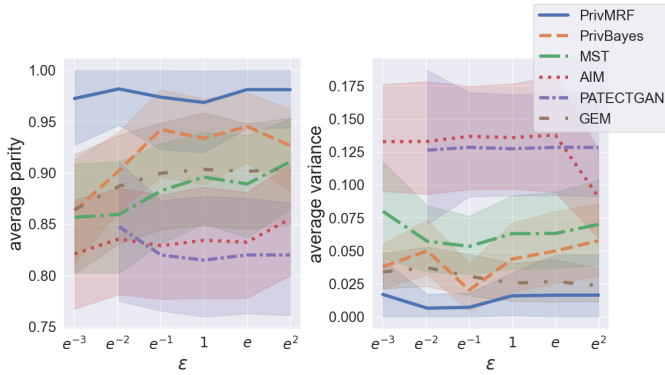 PrivMRF
PrivBayes
MST
AIM
PATECTGAN
GEM
average parity
1.00
0.95
0.90
0.85
0.80
0.75
e⁻³ e⁻² e⁻¹ 1 e e²
ε
average variance
0.175
0.150
0.125
0.100
0.075
0.050
0.025
0.000
e⁻³ e⁻² e⁻¹ 1 e e²
ε